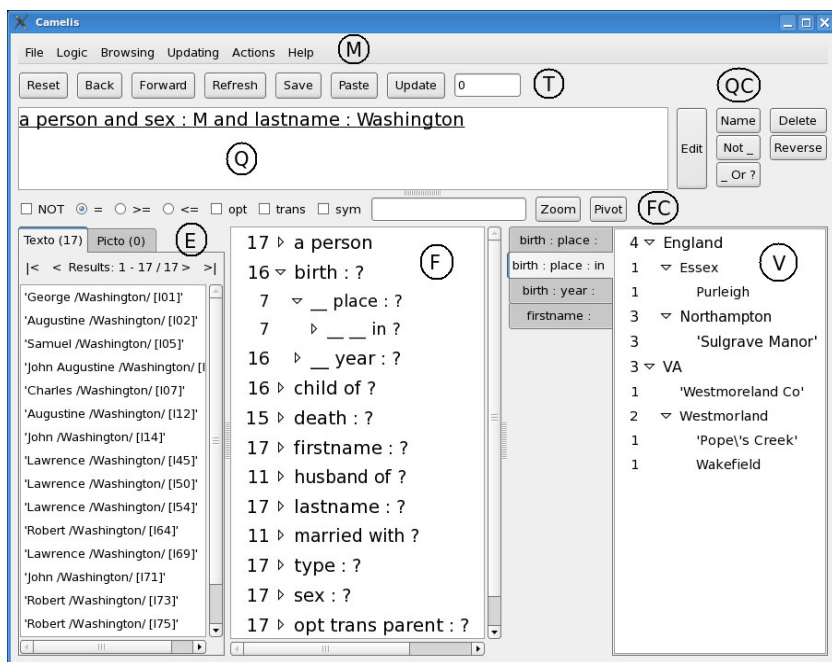 Camelis
File Logic Browsing Updating Actions Help M
Reset Back Forward Refresh Save Paste Update 0 T
QC
a person and sex : M and lastname : Washington
Q
Edit
Name Delete
Not _ Reverse
_ Or ?
NOT = >= <= opt trans sym Zoom Pivot FC
Texto (17) Picto (0) E
|< < Results: 1 - 17 / 17 > >|
'George /Washington/ [I01]'
'Augustine /Washington/ [I02]'
'Samuel /Washington/ [I05]'
'John Augustine /Washington/ [I
'Charles /Washington/ [I07]'
'Augustine /Washington/ [I12]'
'John /Washington/ [I14]'
'Lawrence /Washington/ [I45]'
'Lawrence /Washington/ [I50]'
'Lawrence /Washington/ [I54]'
'Robert /Washington/ [I64]'
'Lawrence /Washington/ [I69]'
'John /Washington/ [I71]'
'Robert /Washington/ [I73]'
'Robert /Washington/ [I75]'
F
17 a person
16 birth : ?
7 __ place : ?
7 __ __ in ?
16 __ year : ?
16 child of ?
15 death : ?
17 firstname : ?
11 husband of ?
17 lastname : ?
11 married with ?
17 type : ?
17 sex : ?
17 opt trans parent : ?
birth : place :
birth : place : in
birth : year :
firstname :
V
4 England
1 Essex
1 Purleigh
3 Northampton
3 'Sulgrave Manor'
3 VA
1 'Westmoreland Co'
2 Westmorland
1 'Pope\'s Creek'
1 Wakefield